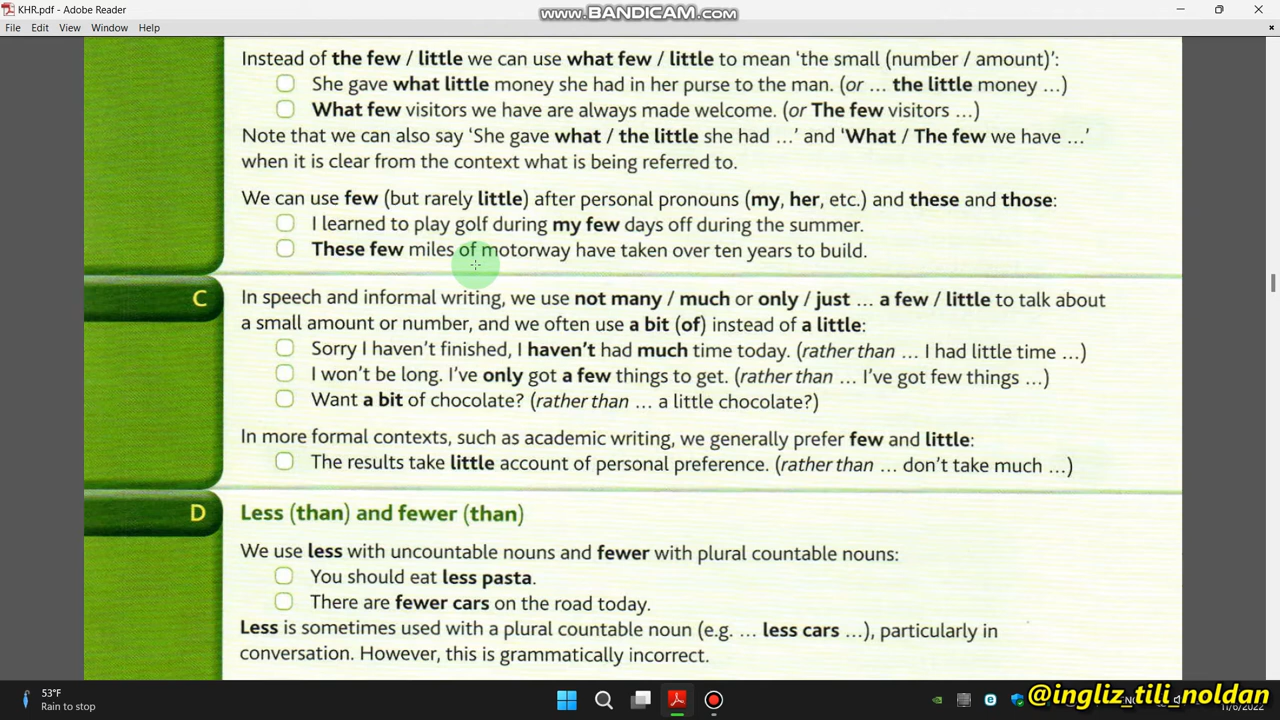 KHR.pdf - Adobe Reader
www.BANDICAM.com
File Edit View Window Help
Instead of the few / little we can use what few / little to mean ‘the small (number / amount)’:
She gave what little money she had in her purse to the man. (or … the little money …)
What few visitors we have are always made welcome. (or The few visitors …)
Note that we can also say ‘She gave what / the little she had …’ and ‘What / The few we have …’
when it is clear from the context what is being referred to.
We can use few (but rarely little) after personal pronouns (my, her, etc.) and these and those:
I learned to play golf during my few days off during the summer.
These few miles of motorway have taken over ten years to build.
C
In speech and informal writing, we use not many / much or only / just … a few / little to talk about
a small amount or number, and we often use a bit (of) instead of a little:
Sorry I haven’t finished, I haven’t had much time today. (rather than … I had little time …)
I won’t be long. I’ve only got a few things to get. (rather than … I’ve got few things …)
Want a bit of chocolate? (rather than … a little chocolate?)
In more formal contexts, such as academic writing, we generally prefer few and little:
The results take little account of personal preference. (rather than … don’t take much …)
D
Less (than) and fewer (than)
We use less with uncountable nouns and fewer with plural countable nouns:
You should eat less pasta.
There are fewer cars on the road today.
Less is sometimes used with a plural countable noun (e.g. … less cars …), particularly in
conversation. However, this is grammatically incorrect.
53°F
Rain to stop
@ingliz_tili_noldan
11/6/2022